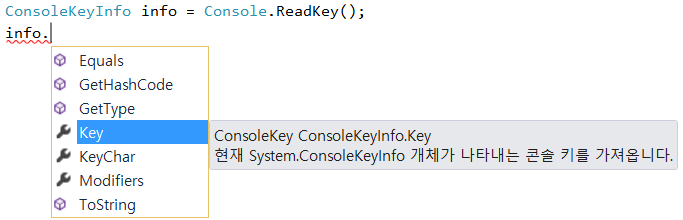 ConsoleKeyInfo info = Console.ReadKey();
info.
Equals
GetHashCode
GetType
Key
KeyChar
Modifiers
ToString
ConsoleKey ConsoleKeyInfo.Key
현재 System.ConsoleKeyInfo 개체가 나타내는 콘솔 키를 가져옵니다.